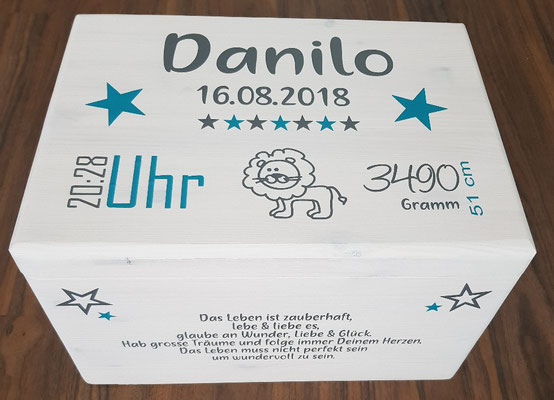 Danilo
16.08.2018
20:28 Uhr
3490
Gramm
51 cm
Das Leben ist zauberhaft,
lebe & liebe es,
glaube an Wunder, Liebe & Glück.
Hab grosse Träume und folge immer Deinem Herzen.
Das Leben muss nicht perfekt sein
um wundervoll zu sein.